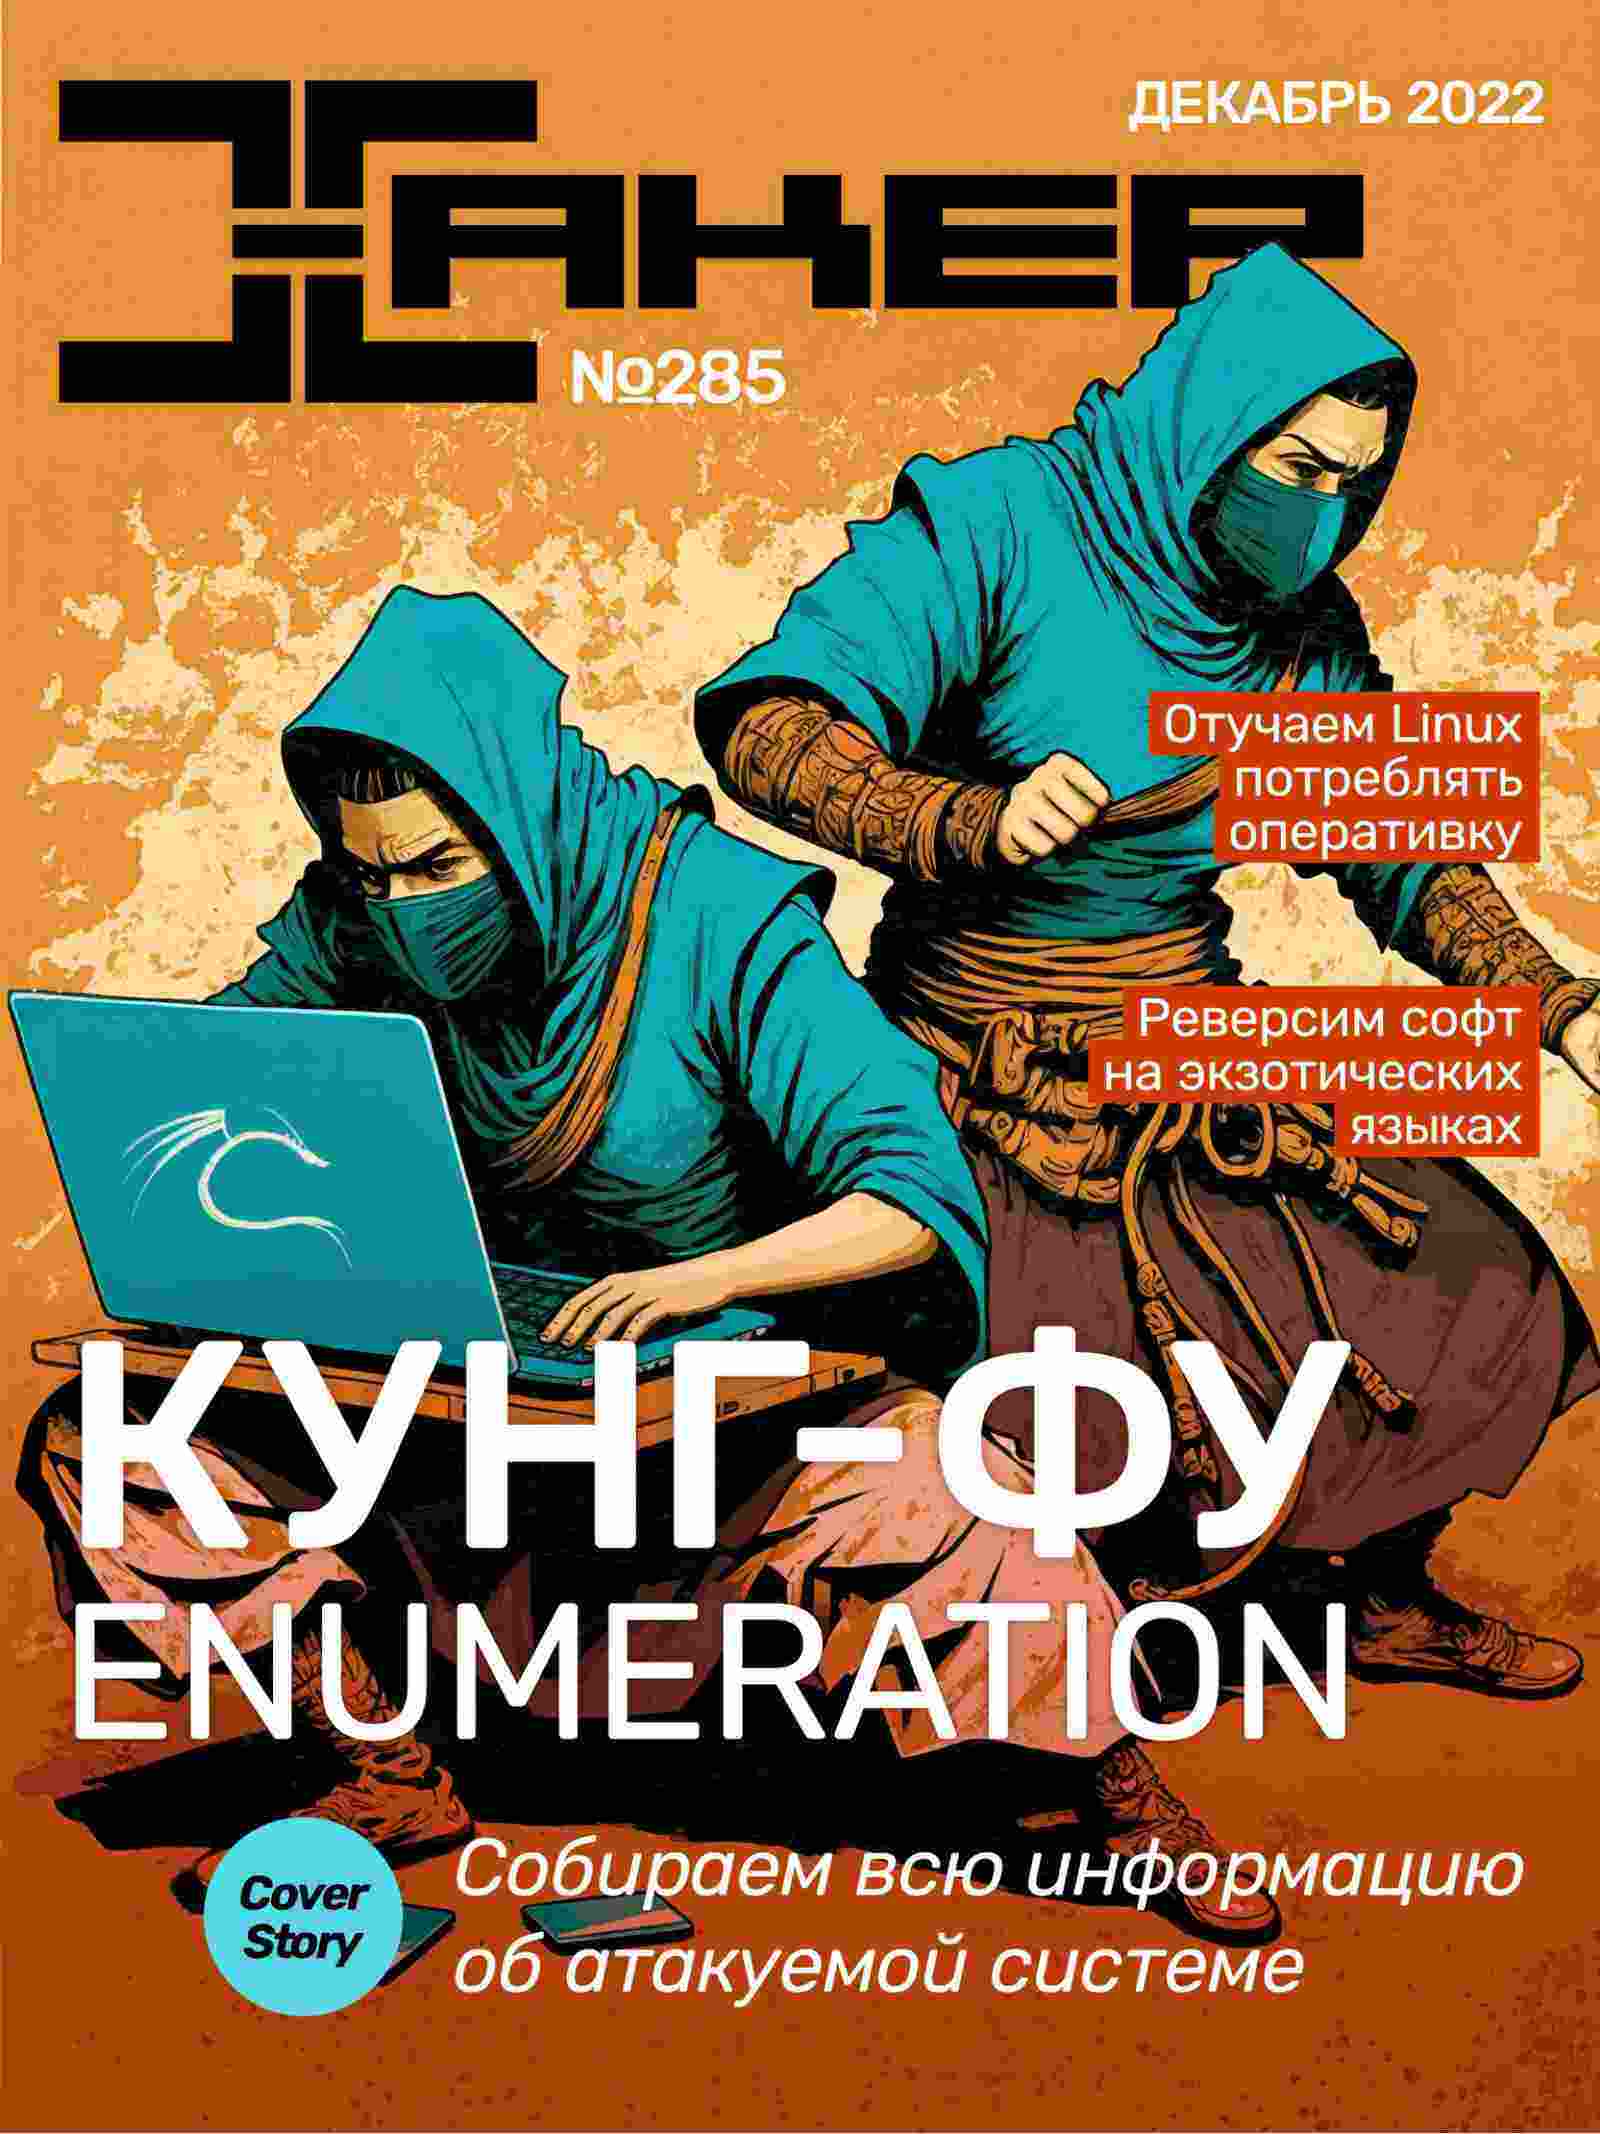 ДЕКАБРЬ 2022
ХАКЕР
№285
Отучаем Linux
потреблять
оперативку
Реверсим софт
на экзотических
языках
КУНГ-ФУ
ENUMERATION
Cover
Story
Собираем всю информацию
об атакуемой системе